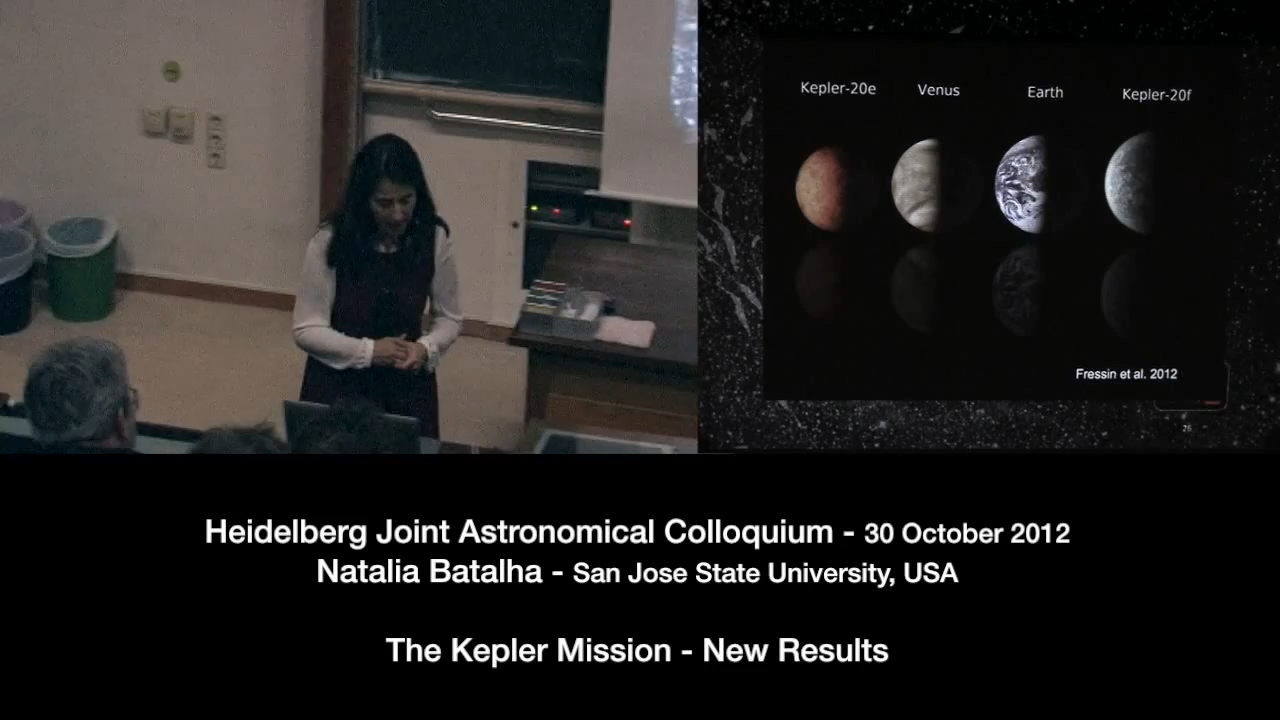 Kepler-20e Venus Earth Kepler-20f
Fressin et al. 2012
26
Heidelberg Joint Astronomical Colloquium - 30 October 2012
Natalia Batalha - San Jose State University, USA
The Kepler Mission - New Results